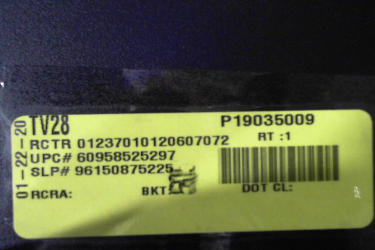 01-22-20
TV28 P19035009
RCTR 01237010120607072 RT :1
UPC# 60958525297
SLP# 96150875225
RCRA: BKT: DOT CL: